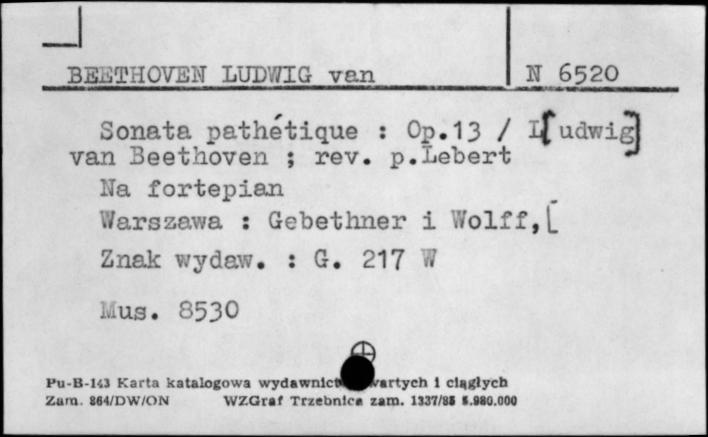 BEETHOVEN LUDWIG van N 6520
Sonata pathétique : Op.13 / L[udwig]
van Beethoven ; rev. p.Lebert
Na fortepian
Warszawa : Gebethner i Wolff,[
Znak wydaw. : G. 217 W
Mus. 8530
Pu-B-143 Karta katalogowa wydawnict wartych i ciągłych
Zam. 864/DW/ON WZGraf Trzebnica zam. 1337/85 5.980.000